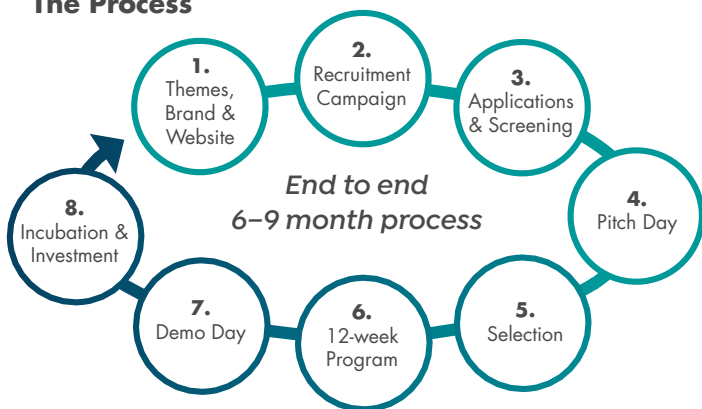 The Process
1.
Themes,
Brand &
Website
2.
Recruitment
Campaign
3.
Applications
& Screening
4.
Pitch Day
5.
Selection
6.
12-week
Program
7.
Demo Day
8.
Incubation &
Investment
End to end
6–9 month process